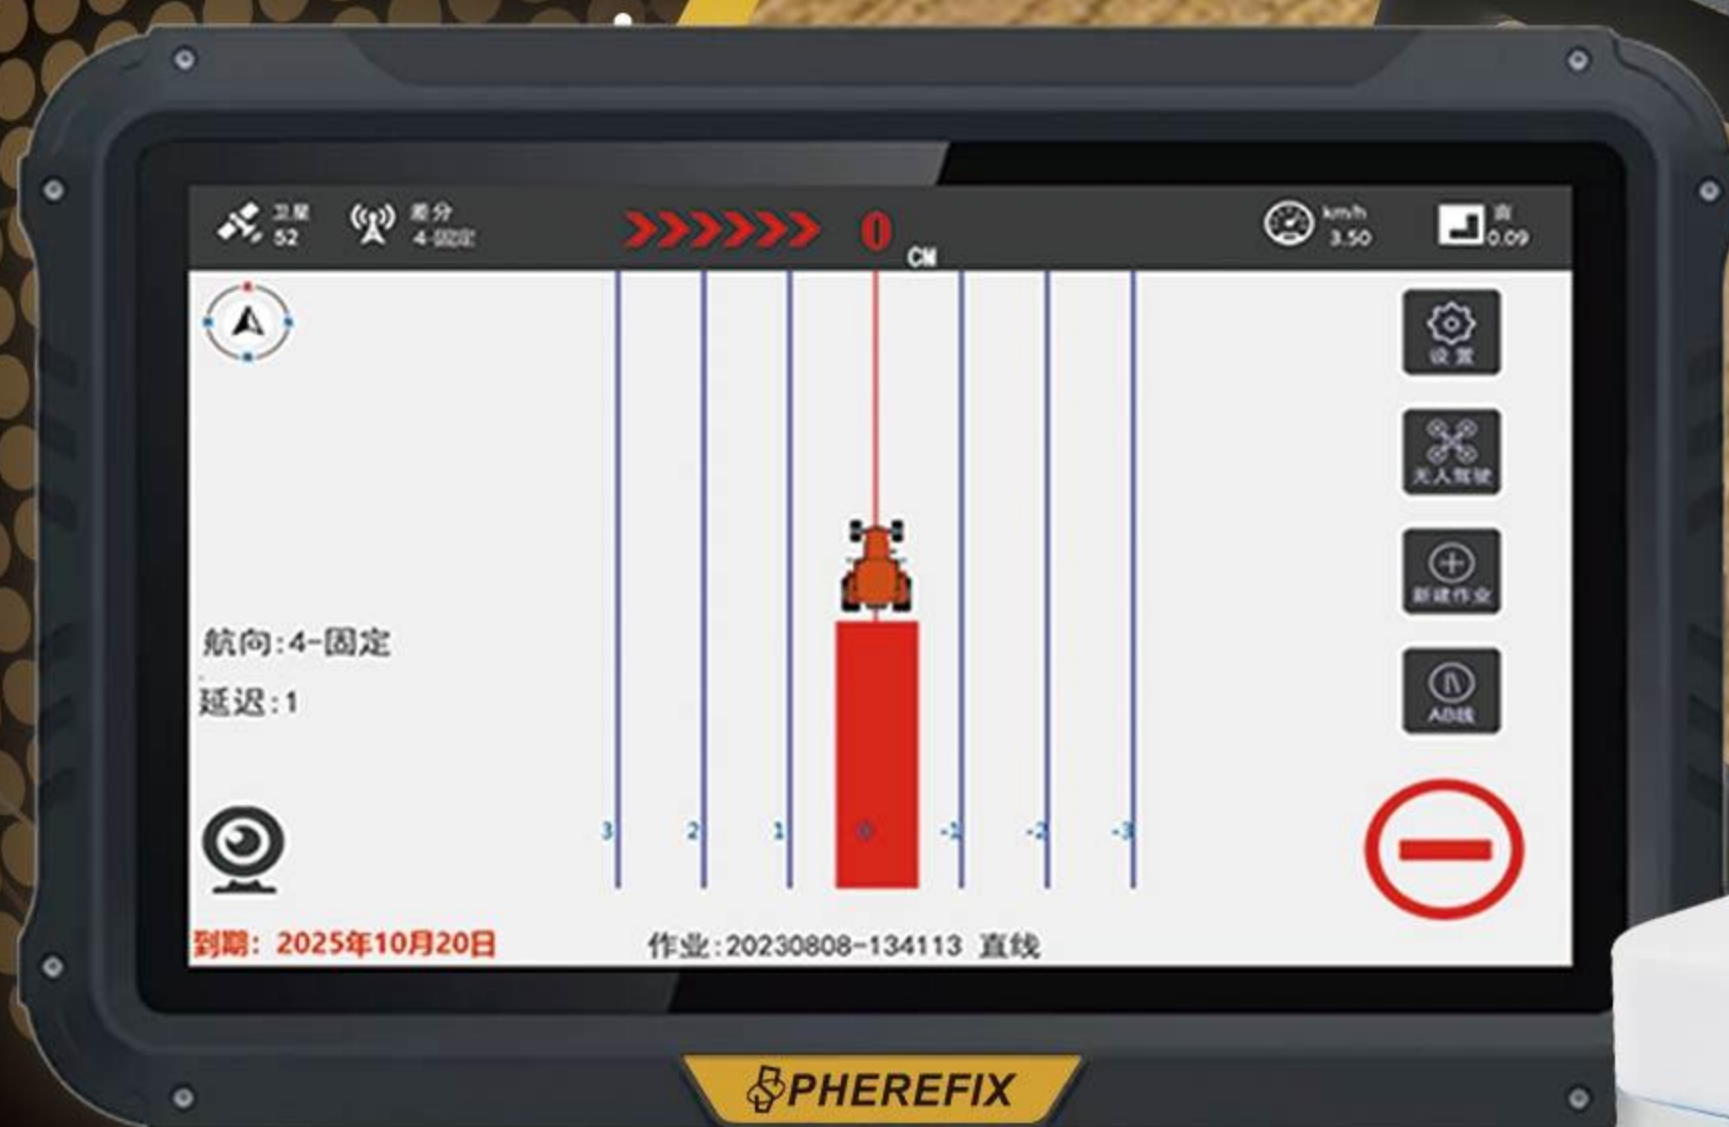 卫星
52
差分
4-固定
0
CM
km/h
3.50
亩
0.09
设置
无人驾驶
新建作业
AB线
航向:4-固定
延迟:1
3 2 1 0 -1 -2 -3
到期：2025年10月20日
作业:20230808-134113 直线
SPHEREFIX